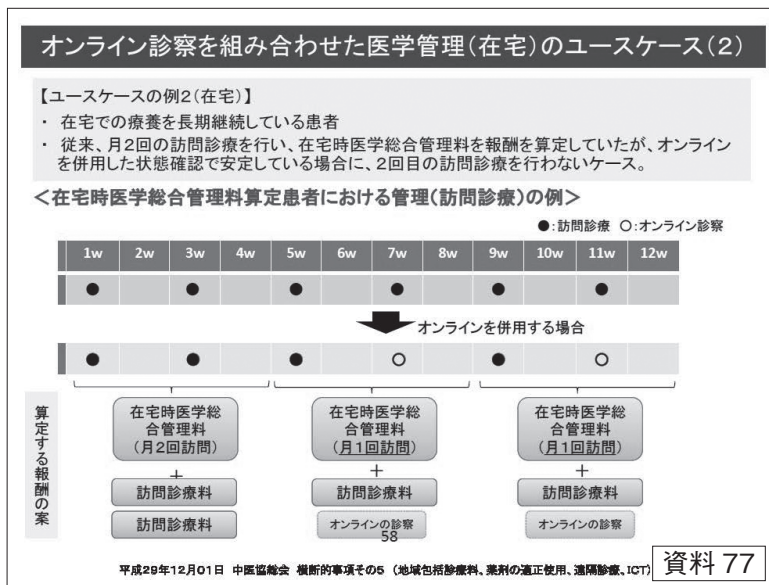 オンライン診察を組み合わせた医学管理(在宅)のユースケース(2)
【ユースケースの例2(在宅)】
・ 在宅での療養を長期継続している患者
・ 従来、月2回の訪問診療を行い、在宅時医学総合管理料を報酬を算定していたが、オンライン
を併用した状態確認で安定している場合に、2回目の訪問診療を行わないケース。
<在宅時医学総合管理料算定患者における管理(訪問診療)の例>
●:訪問診療 ○:オンライン診察
1w 2w 3w 4w 5w 6w 7w 8w 9w 10w 11w 12w
● ● ● ● ● ●
オンラインを併用する場合
● ● ● ○ ● ○
算定する報酬の案
在宅時医学総 在宅時医学総 在宅時医学総
合管理料 合管理料 合管理料
(月2回訪問) (月1回訪問) (月1回訪問)
+ + +
訪問診療料 訪問診療料 訪問診療料
訪問診療料 オンラインの診察 オンラインの診察
58
平成29年12月01日 中医協総会 横断的事項その5 (地域包括診療料、薬剤の適正使用、遠隔診療、ICT)
資料 77